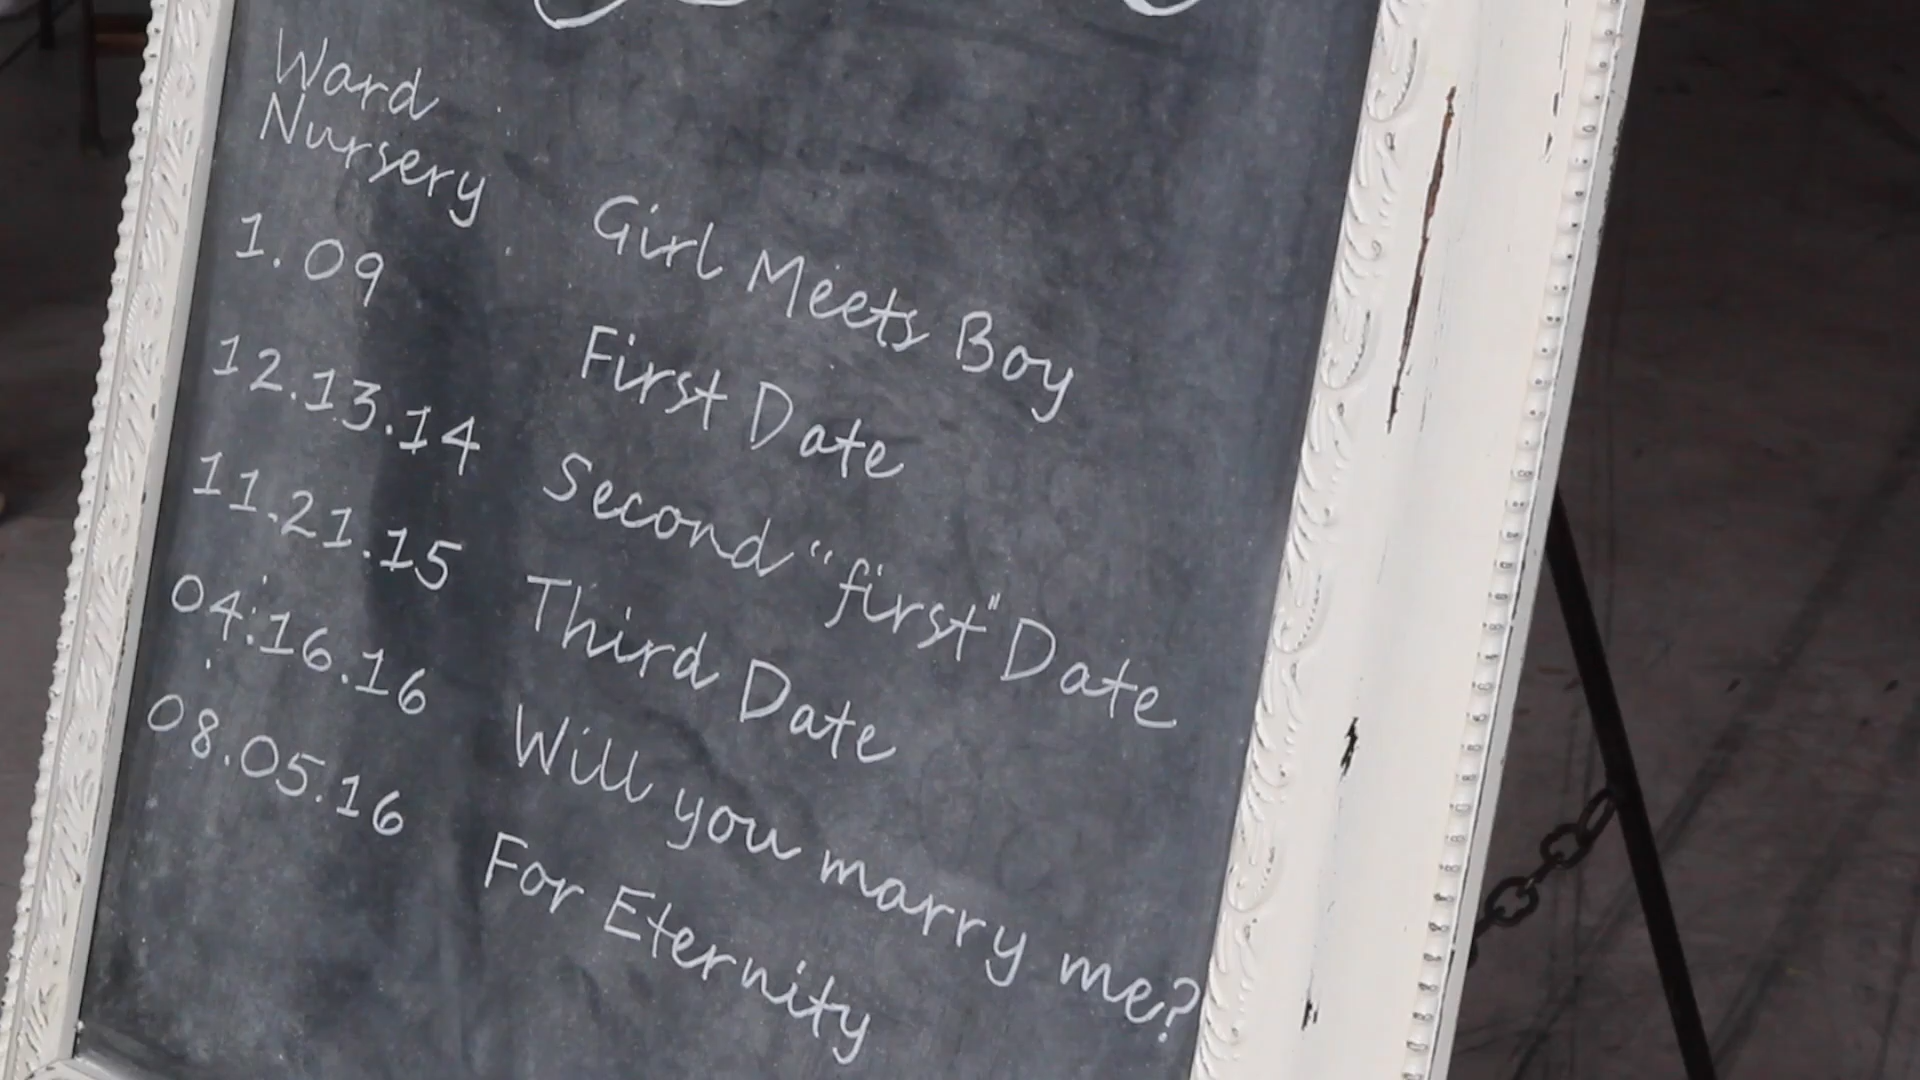 Ward
Nursery Girl Meets Boy
1.09 First Date
12.13.14 Second "first" Date
11.21.15 Third Date
04.16.16 Will you marry me?
08.05.16 For Eternity